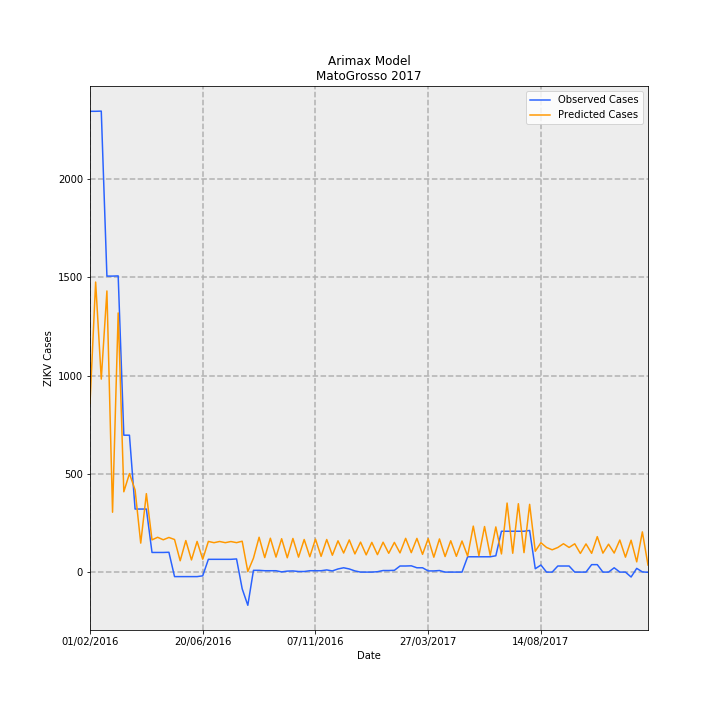 Arimax Model
MatoGrosso 2017
Observed Cases
Predicted Cases
ZIKV Cases
2000
1500
1000
500
0
01/02/2016 20/06/2016 07/11/2016 27/03/2017 14/08/2017
Date